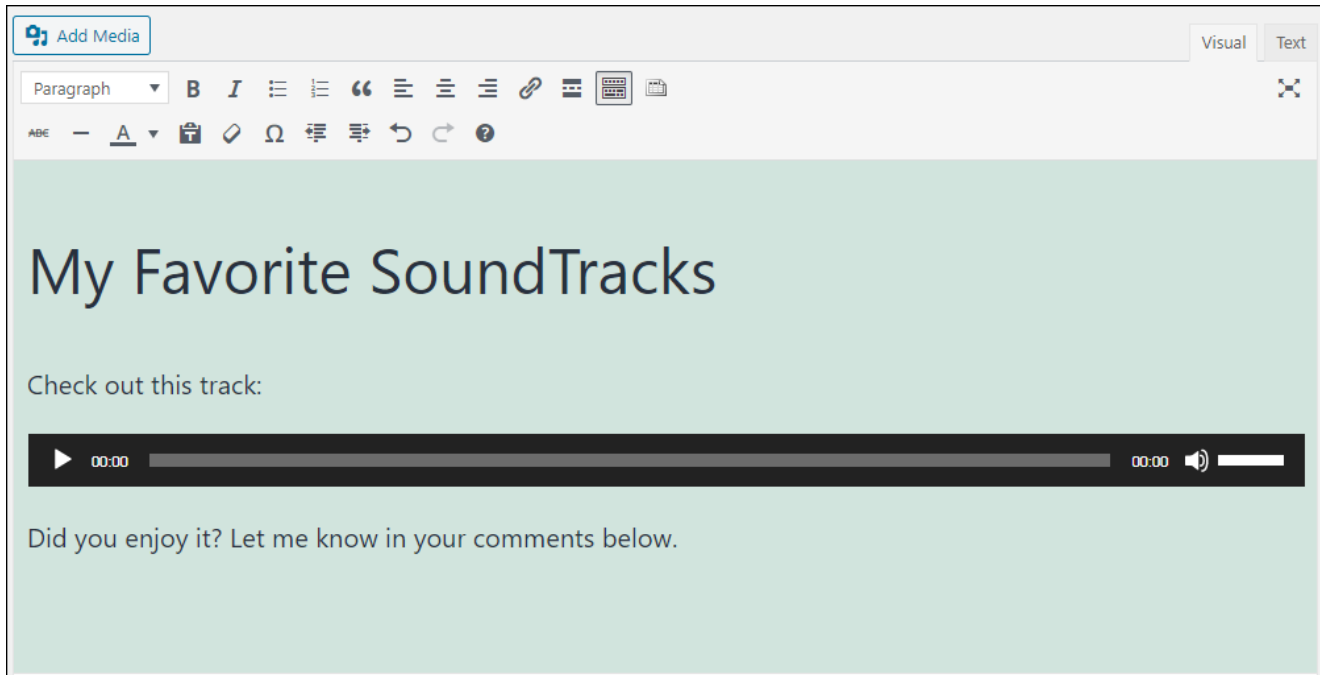 Add Media
Visual Text
Paragraph B I
ABC A Ω
My Favorite SoundTracks
Check out this track:
00:00 00:00
Did you enjoy it? Let me know in your comments below.